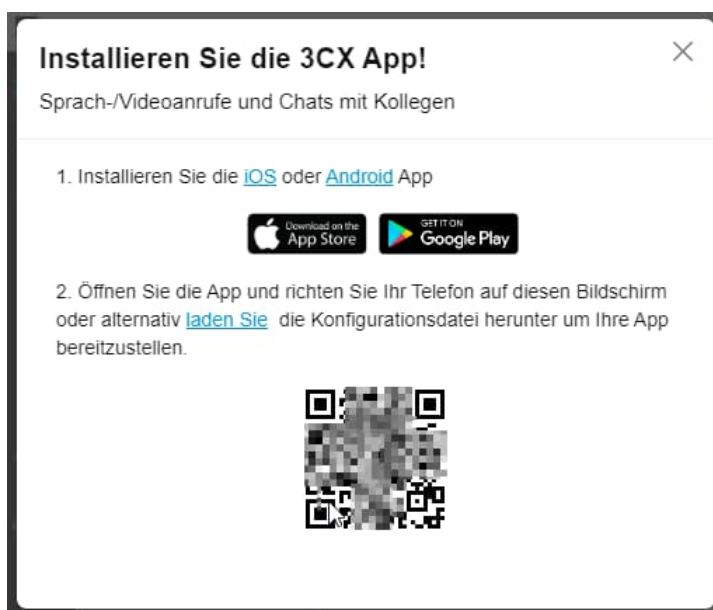 Installieren Sie die 3CX App!
Sprach-/Videoanrufe und Chats mit Kollegen
1. Installieren Sie die iOS oder Android App
Download on the
App Store
GET IT ON
Google Play
2. Öffnen Sie die App und richten Sie Ihr Telefon auf diesen Bildschirm
oder alternativ laden Sie die Konfigurationsdatei herunter um Ihre App
bereitzustellen.